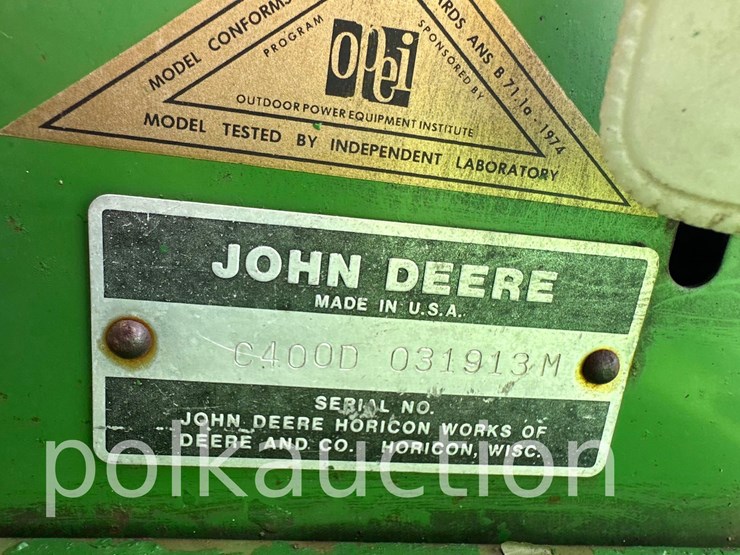 MODEL CONFORMS
ARDS ANS B 71.1a-1974
PROGRAM
SPONSORED BY
opei
OUTDOOR POWER EQUIPMENT INSTITUTE
MODEL TESTED BY INDEPENDENT LABORATORY
JOHN DEERE
MADE IN U.S.A.
C400D 031913M
SERIAL NO.
JOHN DEERE HORICON WORKS OF
DEERE AND CO. HORICON, WISC.
polkauction